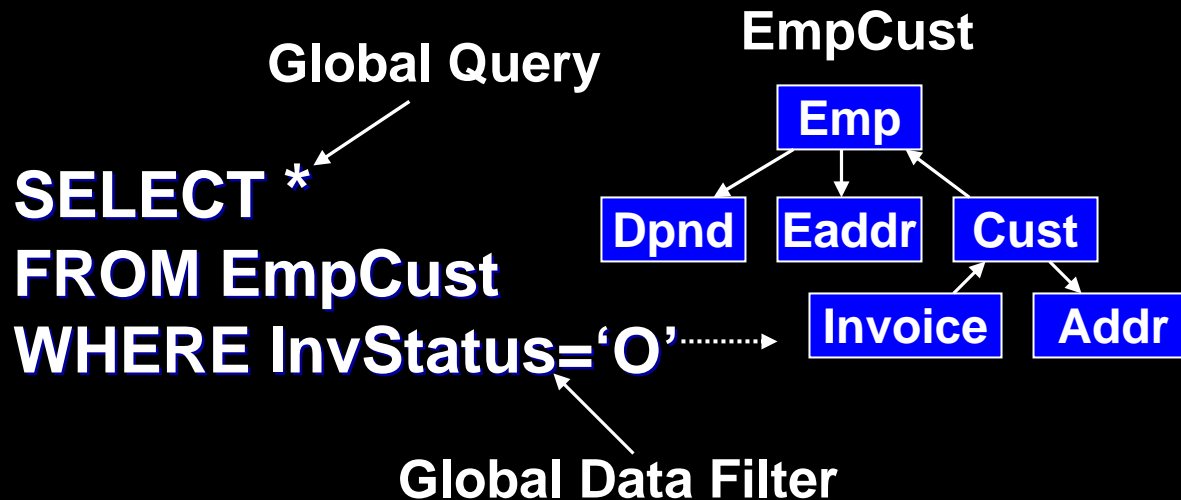 Global Query
SELECT *
FROM EmpCust
WHERE InvStatus=‘O’
Global Data Filter
EmpCust
Emp
Dpnd
Eaddr
Cust
Invoice
Addr